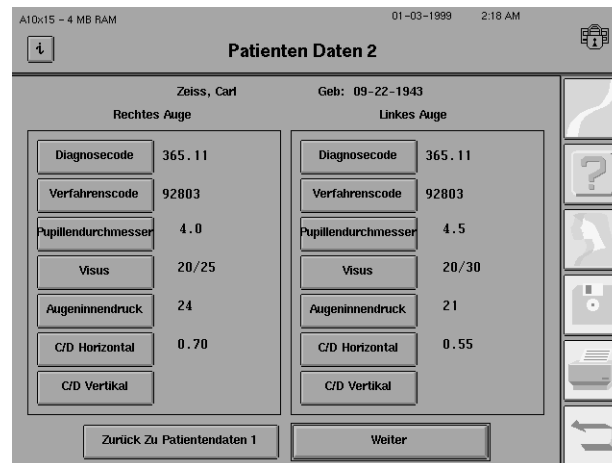 A10x15 – 4 MB RAM 01–03–1999 2:18 AM
i Patienten Daten 2
Zeiss, Carl Geb: 09-22-1943
Rechtes Auge Linkes Auge
Diagnosecode 365.11 Diagnosecode 365.11
Verfahrenscode 92803 Verfahrenscode 92803
Pupillendurchmesser 4.0 Pupillendurchmesser 4.5
Visus 20/25 Visus 20/30
Augeninnendruck 24 Augeninnendruck 21
C/D Horizontal 0.70 C/D Horizontal 0.55
C/D Vertikal C/D Vertikal
Zurück Zu Patientendaten 1 Weiter
?